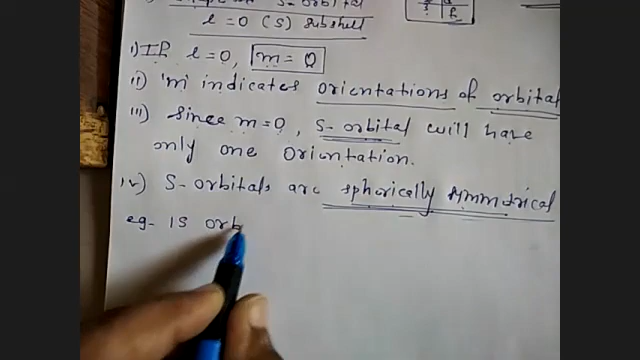 s-orbital
l=0 (s) subshell
i) If l=0, m=0
ii) 'm' indicates orientations of orbital
iii) Since m=0, s-orbital will have
only one orientation.
iv) s-orbitals are spherically symmetrical
eg. 1s orb